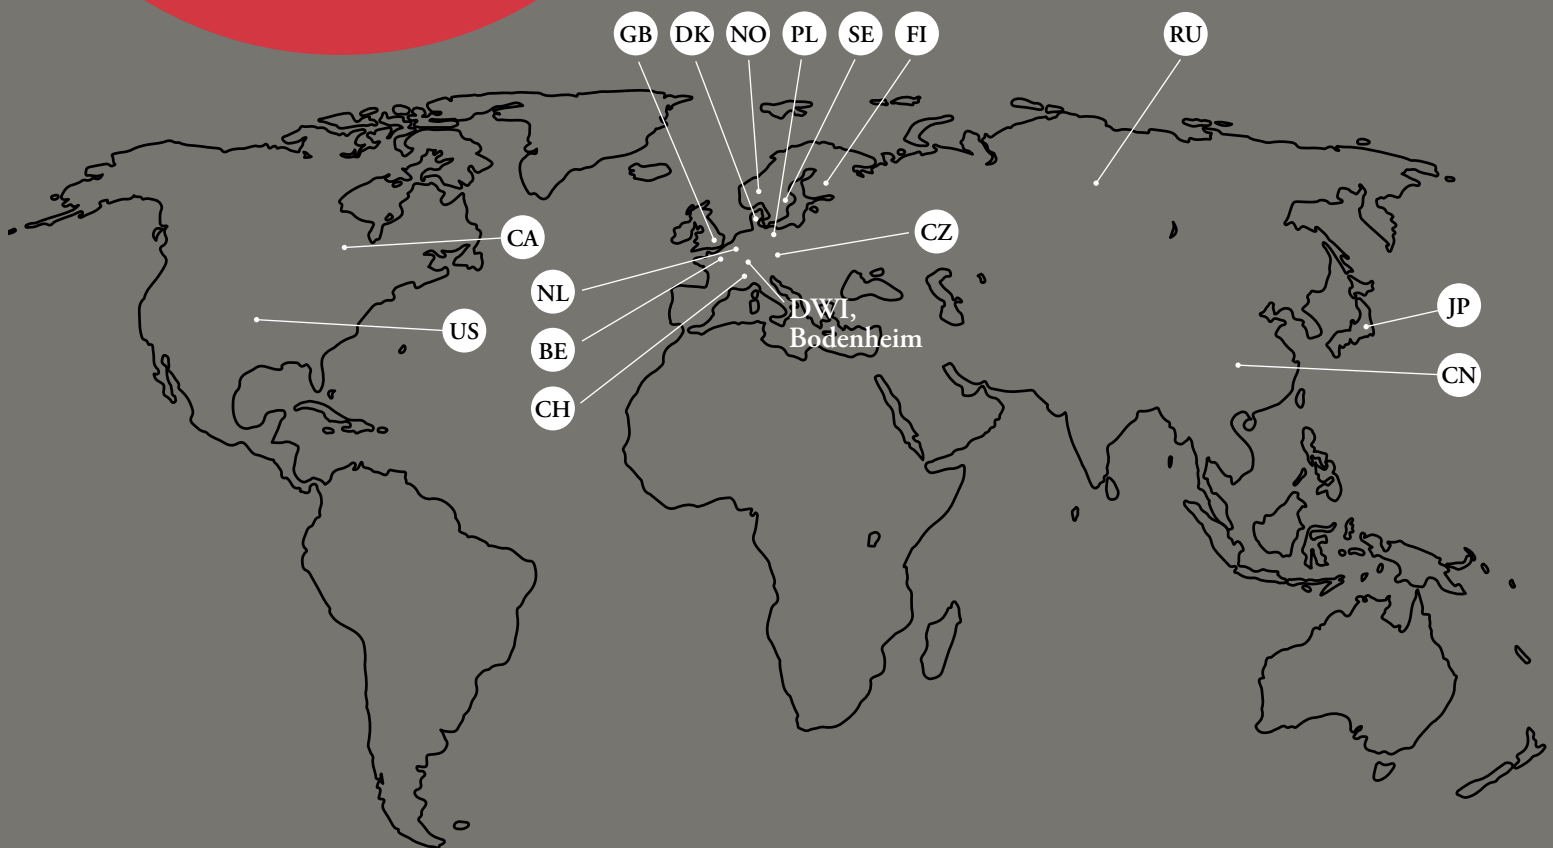 GB
DK
NO
PL
SE
FI
RU
CA
CZ
NL
US
DWI,
Bodenheim
JP
BE
CN
CH